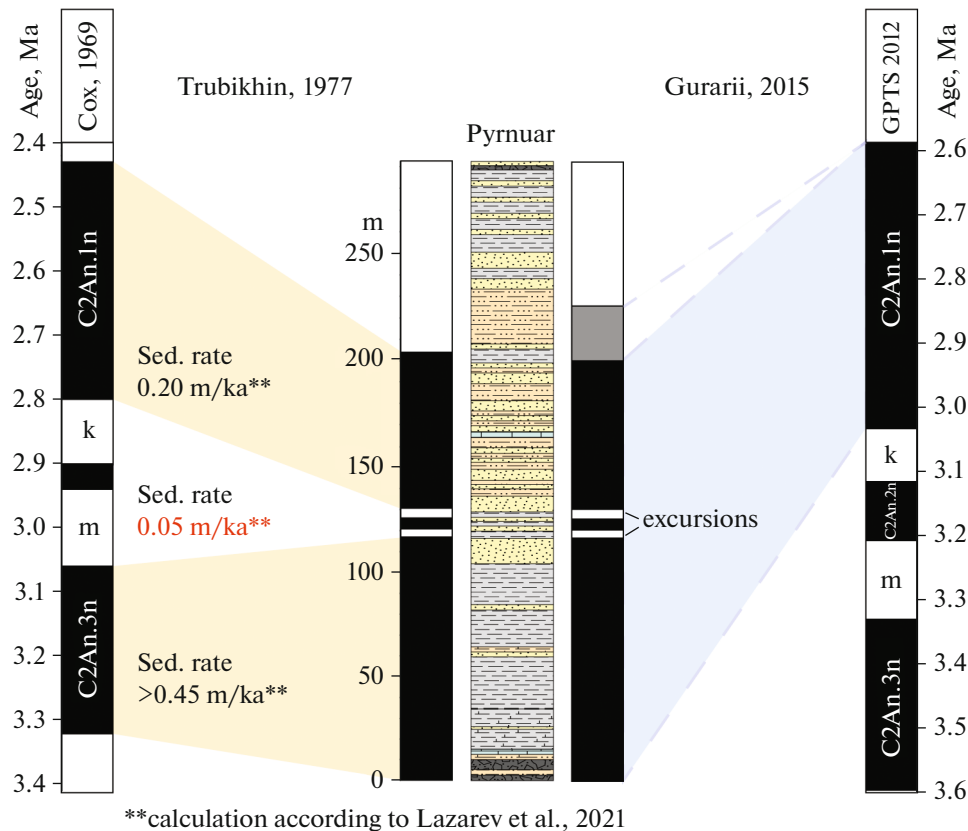 Age, Ma
Cox, 1969
Trubikhin, 1977
Gurarii, 2015
GPTS 2012
Age, Ma
Pyrnuar
2.4
2.5
2.6
2.7
2.8
2.9
3.0
3.1
3.2
3.3
3.4
C2An.1n
k
m
C2An.3n
Sed. rate
0.20 m/ka**
Sed. rate
0.05 m/ka**
Sed. rate
>0.45 m/ka**
m
250
200
150
100
50
0
excursions
C2An.1n
k
C2An.2n
m
C2An.3n
2.6
2.7
2.8
2.9
3.0
3.1
3.2
3.3
3.4
3.5
3.6
**calculation according to Lazarev et al., 2021